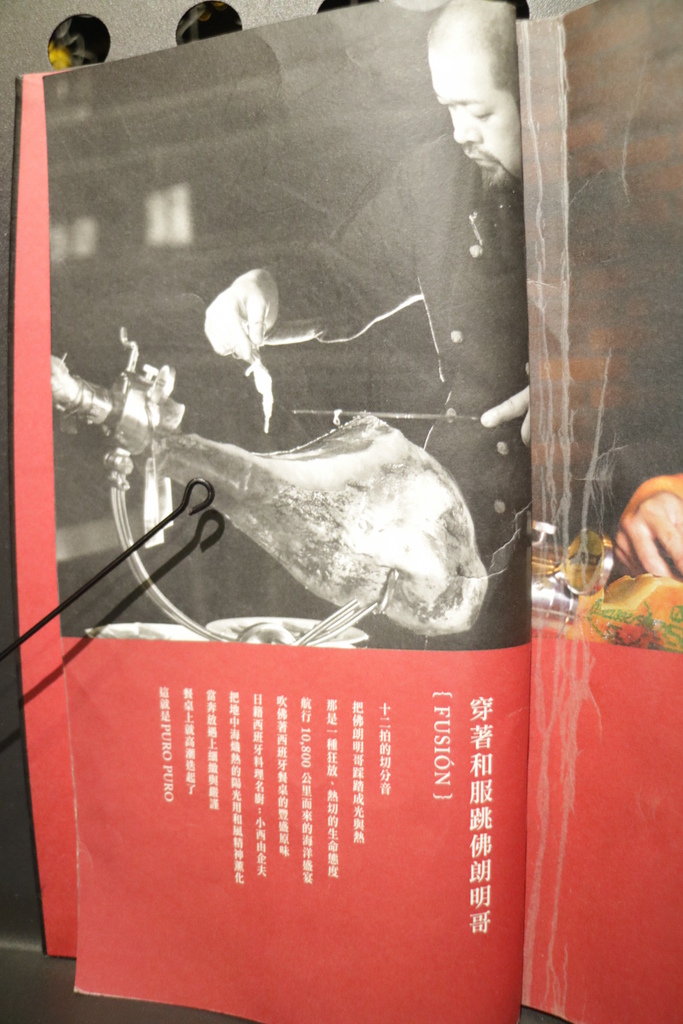 穿著和服跳佛朗明哥
{ FUSIÓN }
十二拍的切分音
把佛朗明哥踩踏成光與熱
那是一種狂放、熱切的生命態度
航行 10,800 公里而來的海洋盛宴
吹佛著西班牙餐桌的豐盛原味
日籍西班牙料理名廚：小西由企夫
把地中海熾熱的陽光用和風精神薰化
當奔放遇上細緻與嚴謹
餐桌上就高潮迭起了
這就是 PURO PURO